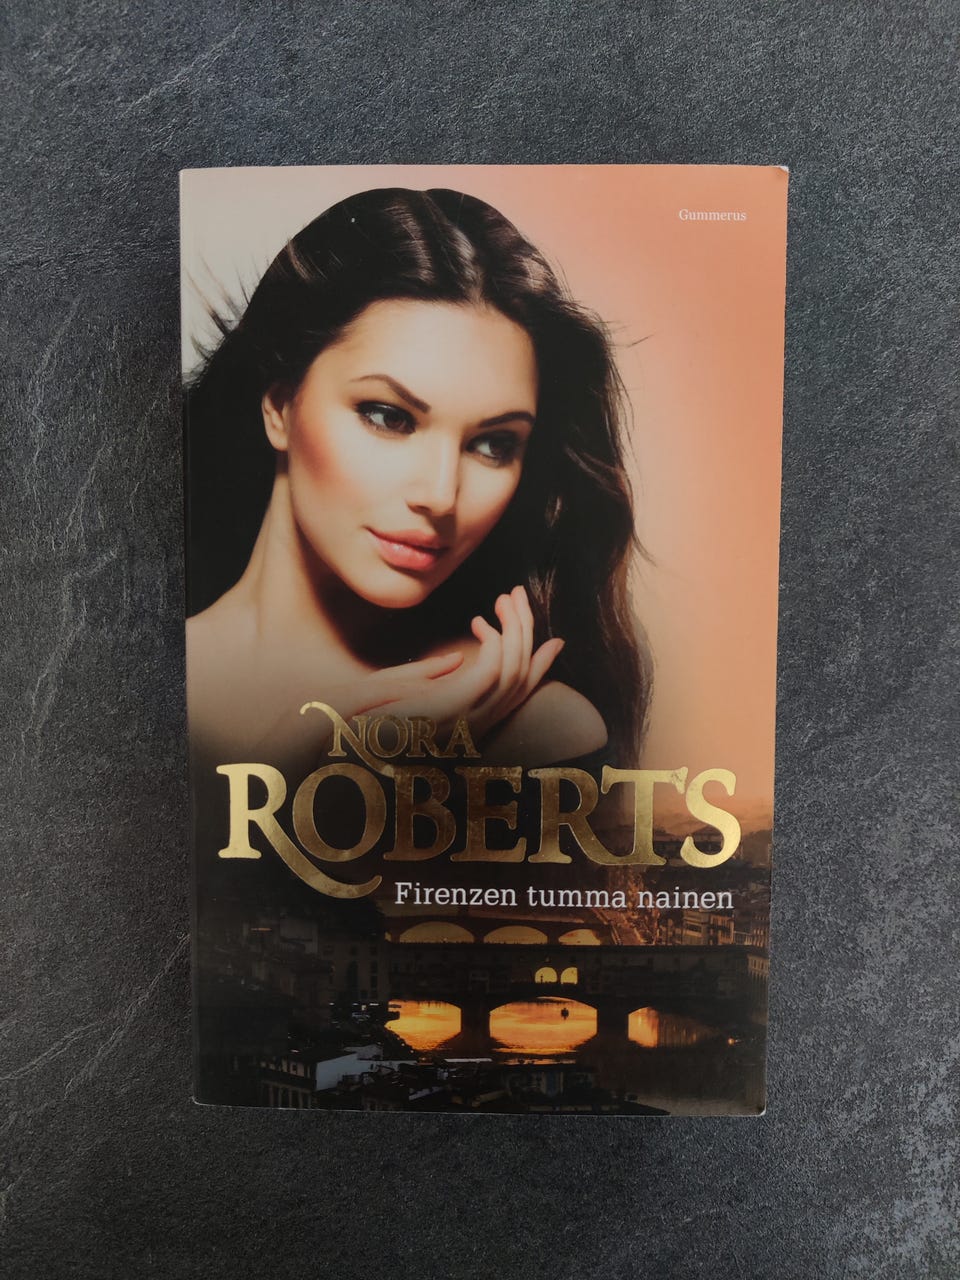 Gummerus
NORA
ROBERTS
Firenzen tumma nainen